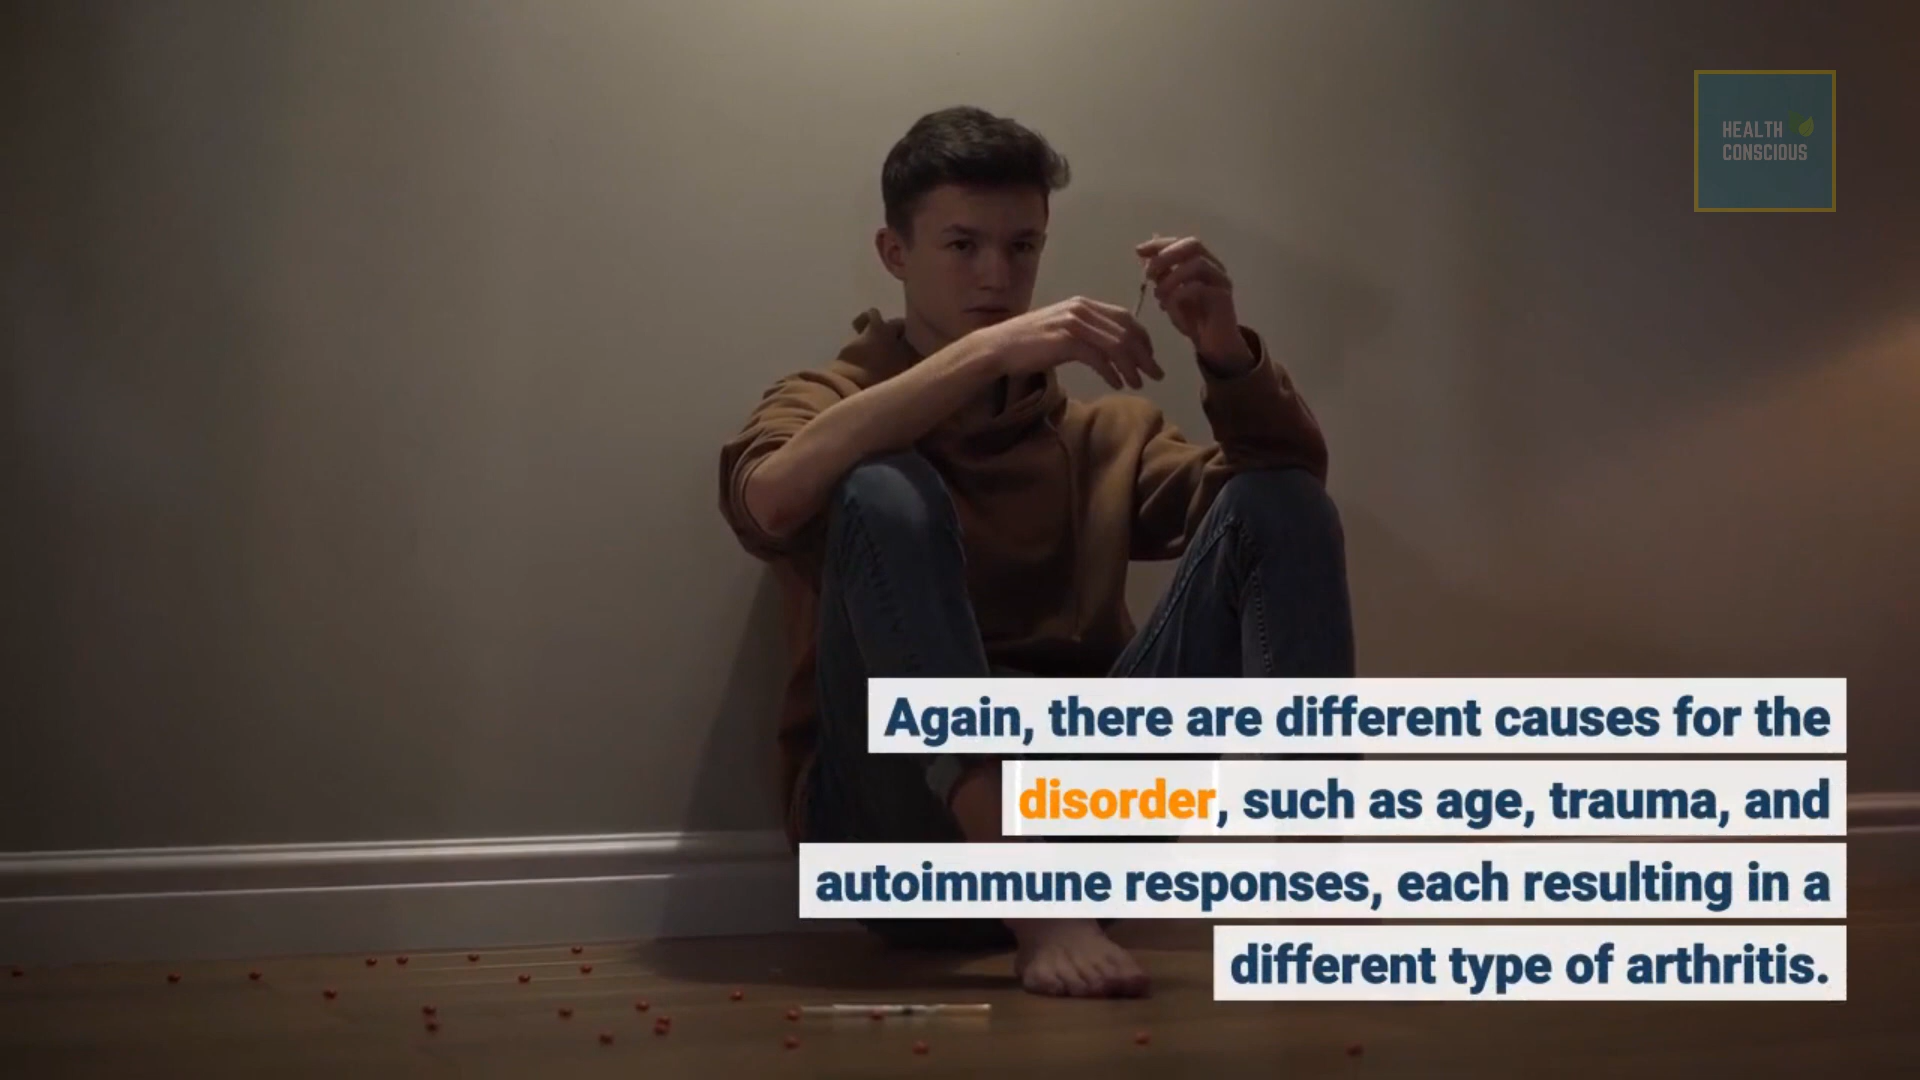 HEALTH
CONSCIOUS
Again, there are different causes for the
disorder, such as age, trauma, and
autoimmune responses, each resulting in a
different type of arthritis.